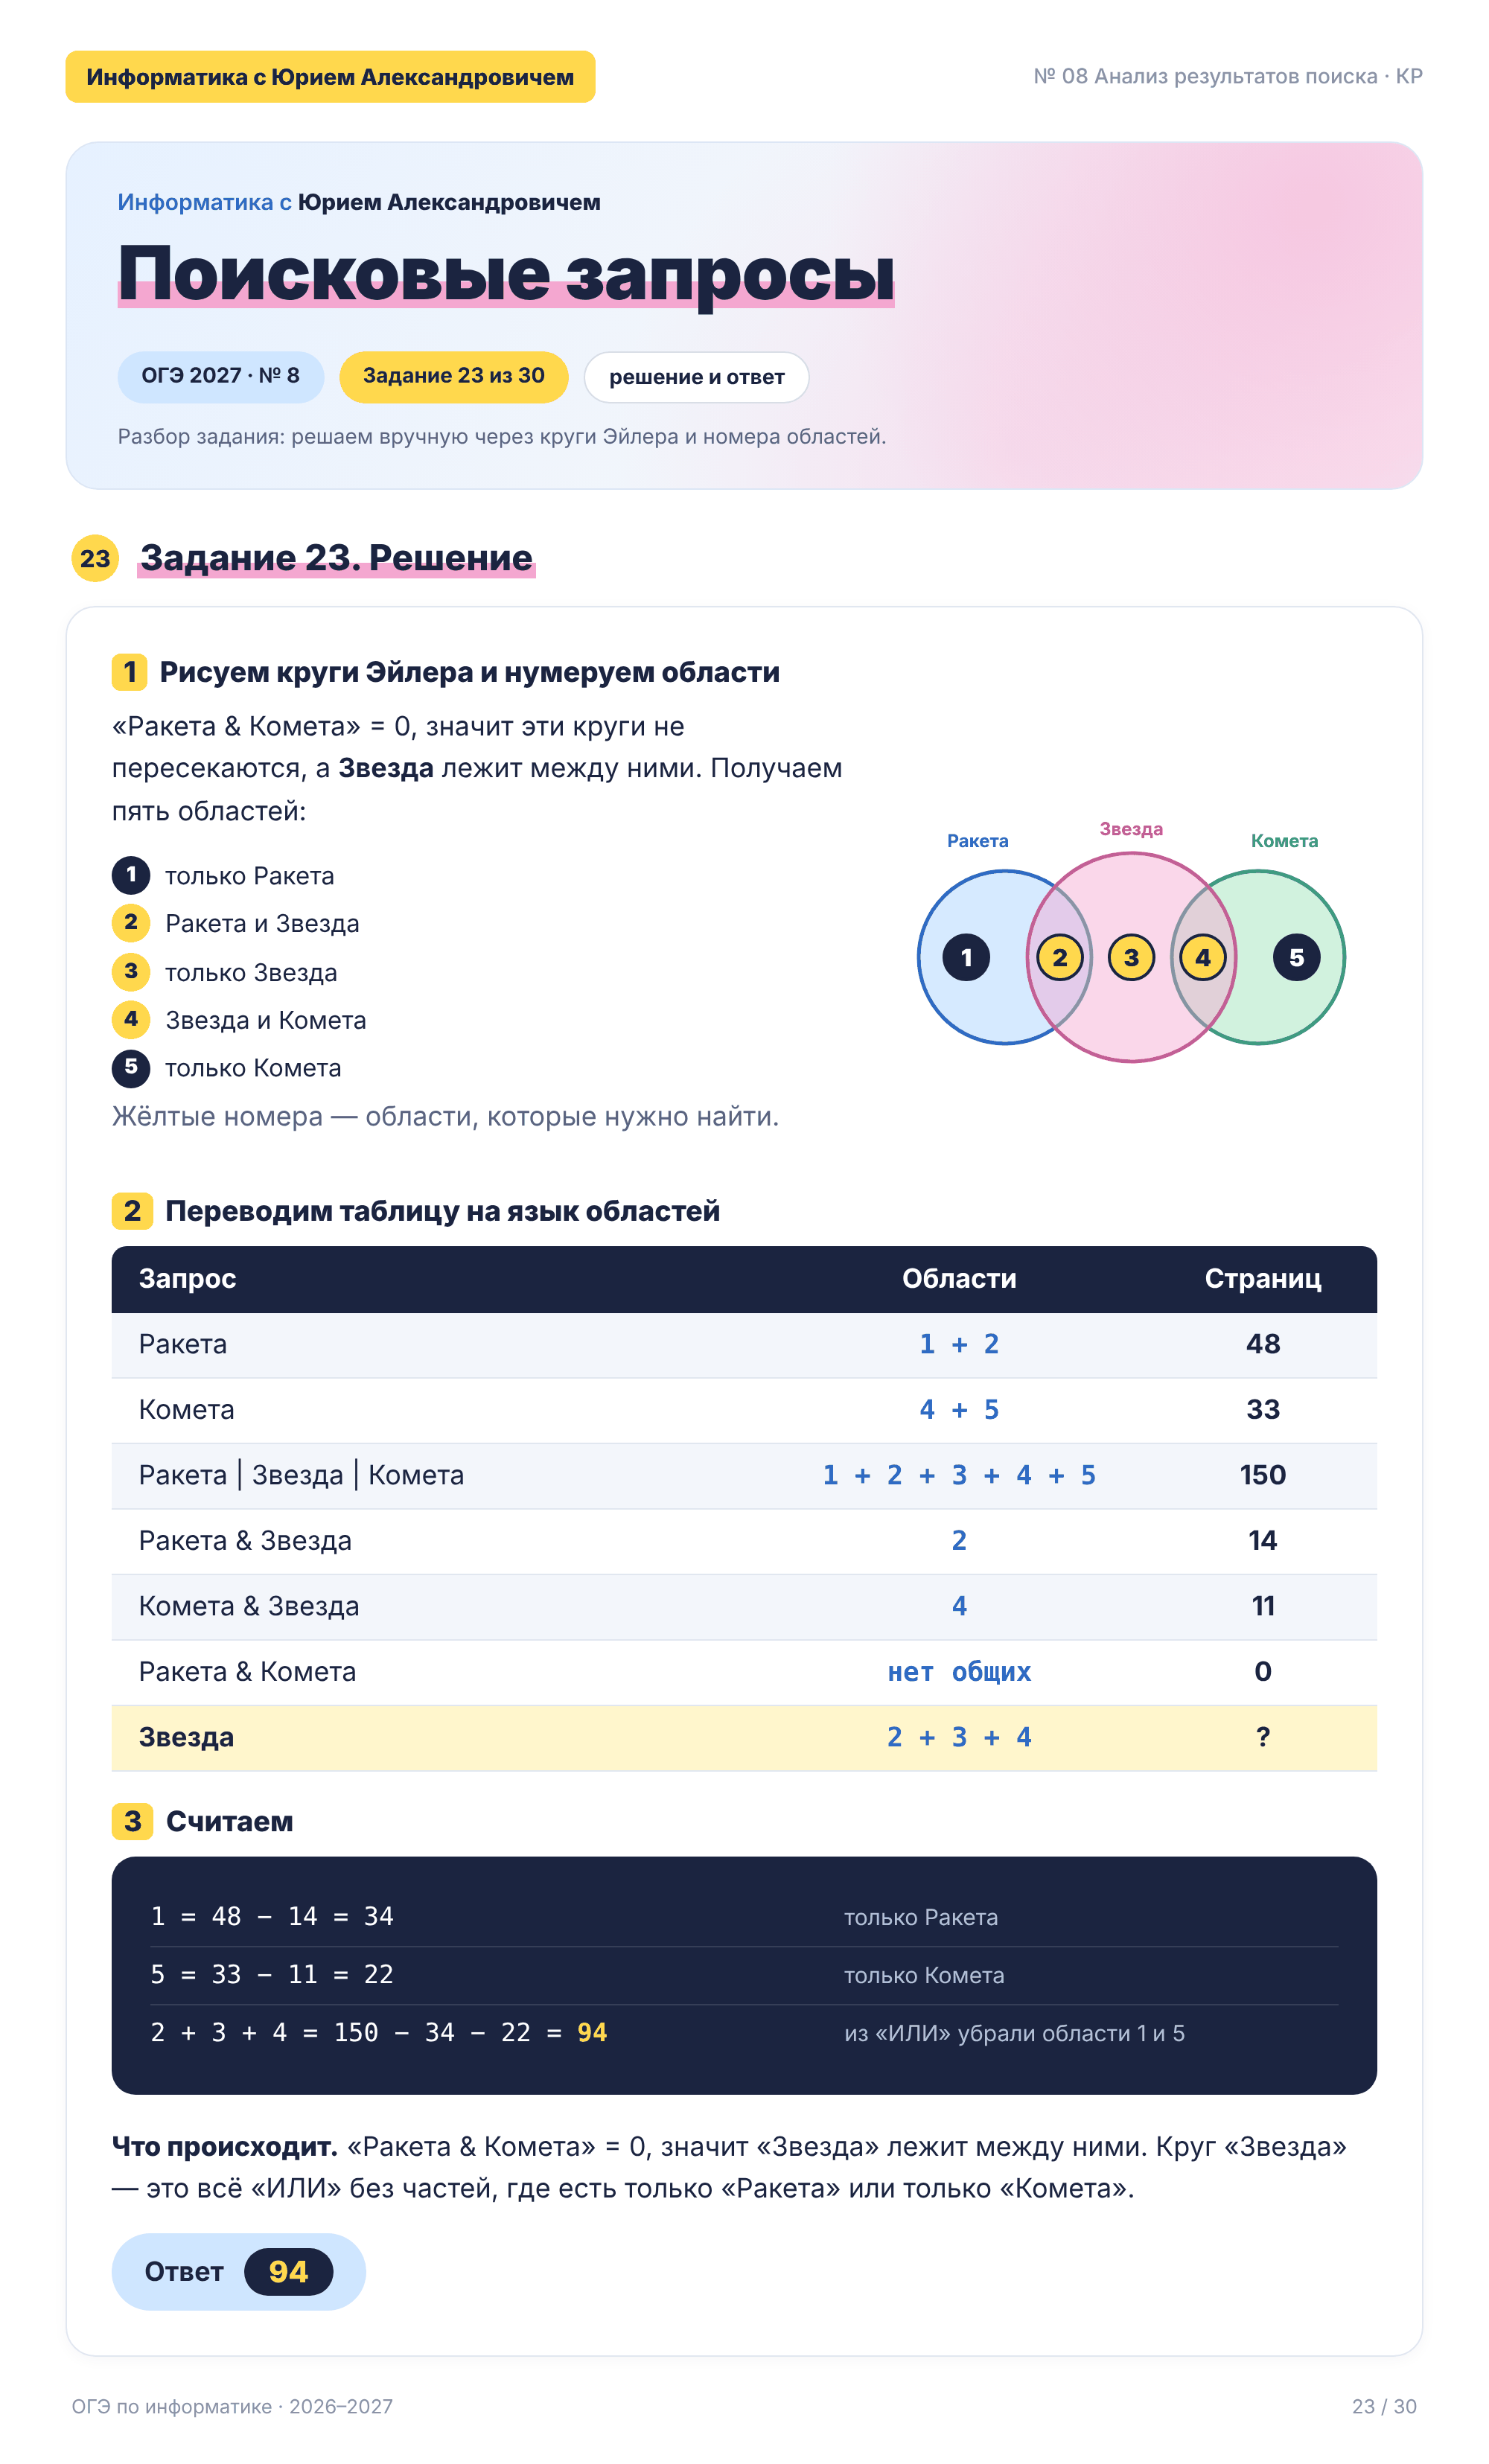 Информатика с Юрием Александровичем
№ 08 Анализ результатов поиска · КР
Информатика с Юрием Александровичем
Поисковые запросы
ОГЭ 2027 · № 8
Задание 23 из 30
решение и ответ
Разбор задания: решаем вручную через круги Эйлера и номера областей.
23 Задание 23. Решение
1 Рисуем круги Эйлера и нумеруем области
«Ракета & Комета» = 0, значит эти круги не
пересекаются, а Звезда лежит между ними. Получаем
пять областей:
1 только Ракета
2 Ракета и Звезда
3 только Звезда
4 Звезда и Комета
5 только Комета
Жёлтые номера — области, которые нужно найти.
Ракета Звезда Комета
1 2 3 4 5
2 Переводим таблицу на язык областей
Запрос Области Страниц
Ракета 1 + 2 48
Комета 4 + 5 33
Ракета | Звезда | Комета 1 + 2 + 3 + 4 + 5 150
Ракета & Звезда 2 14
Комета & Звезда 4 11
Ракета & Комета нет общих 0
Звезда 2 + 3 + 4 ?
3 Считаем
1 = 48 − 14 = 34 только Ракета
5 = 33 − 11 = 22 только Комета
2 + 3 + 4 = 150 − 34 − 22 = 94 из «ИЛИ» убрали области 1 и 5
Что происходит. «Ракета & Комета» = 0, значит «Звезда» лежит между ними. Круг «Звезда»
— это всё «ИЛИ» без частей, где есть только «Ракета» или только «Комета».
Ответ 94
ОГЭ по информатике · 2026–2027
23 / 30